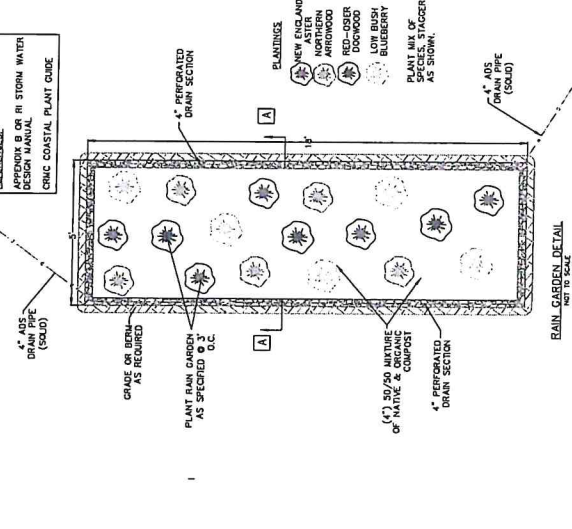 APPENDIX B OR RI STORM WATER
DESIGN MANUAL
CRMC COASTAL PLANT GUIDE
4" ADS
DRAIN PIPE
(SOLID)
GRADE OR BERM
AS REQUIRED
PLANT RAIN GARDEN
AS SPECIFIED @ 3'
O.C.
(4") 50/50 MIXTURE
OF NATIVE & ORGANIC
COMPOST
4" PERFORATED
DRAIN SECTION
5'
A
A
4" PERFORATED
DRAIN SECTION
PLANTINGS
NEW ENGLAND
ASTER
NORTHERN
ARROWOOD
RED-OSIER
DOGWOOD
LOW BUSH
BLUEBERRY
PLANT MIX OF
SPECIES, STAGGER
AS SHOWN.
4" ADS
DRAIN PIPE
(SOLID)
RAIN GARDEN DETAIL
NOT TO SCALE